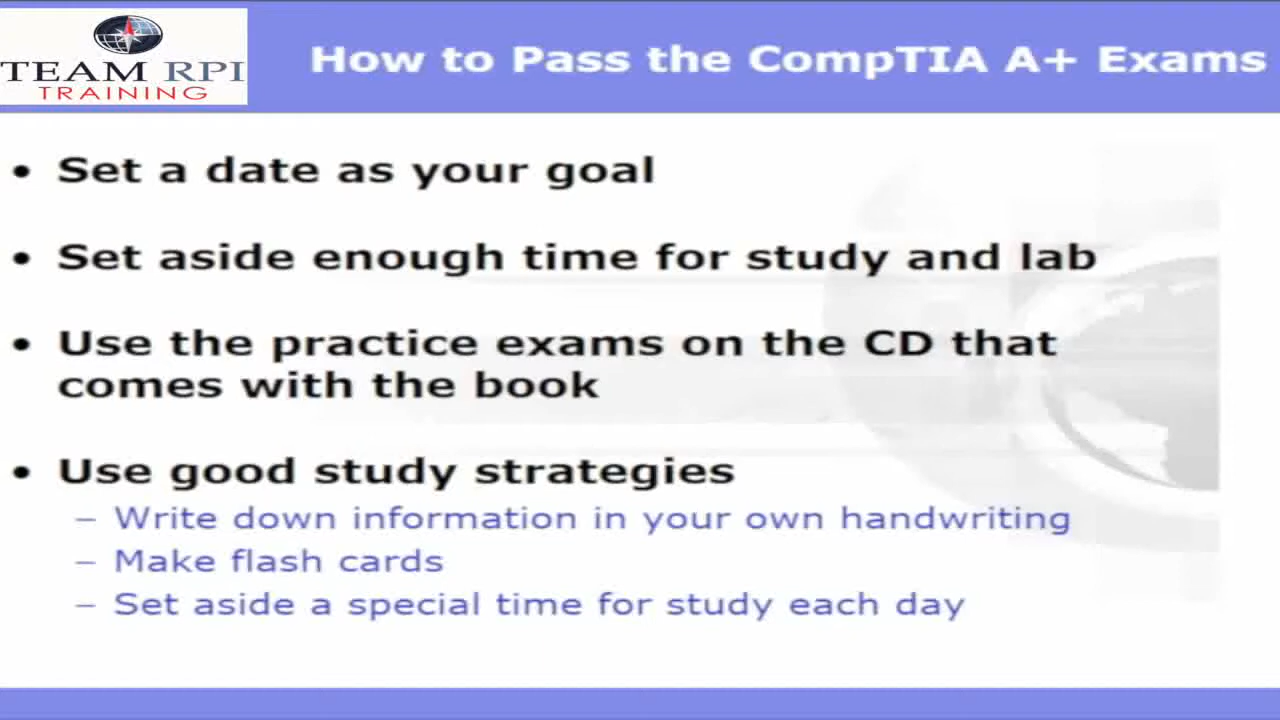 TEAM RPI
TRAINING
How to Pass the CompTIA A+ Exams
• Set a date as your goal
• Set aside enough time for study and lab
• Use the practice exams on the CD that
comes with the book
• Use good study strategies
– Write down information in your own handwriting
– Make flash cards
– Set aside a special time for study each day